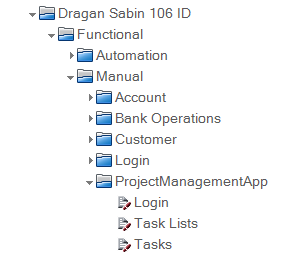 Dragan Sabin 106 ID
Functional
Automation
Manual
Account
Bank Operations
Customer
Login
ProjectManagementApp
Login
Task Lists
Tasks